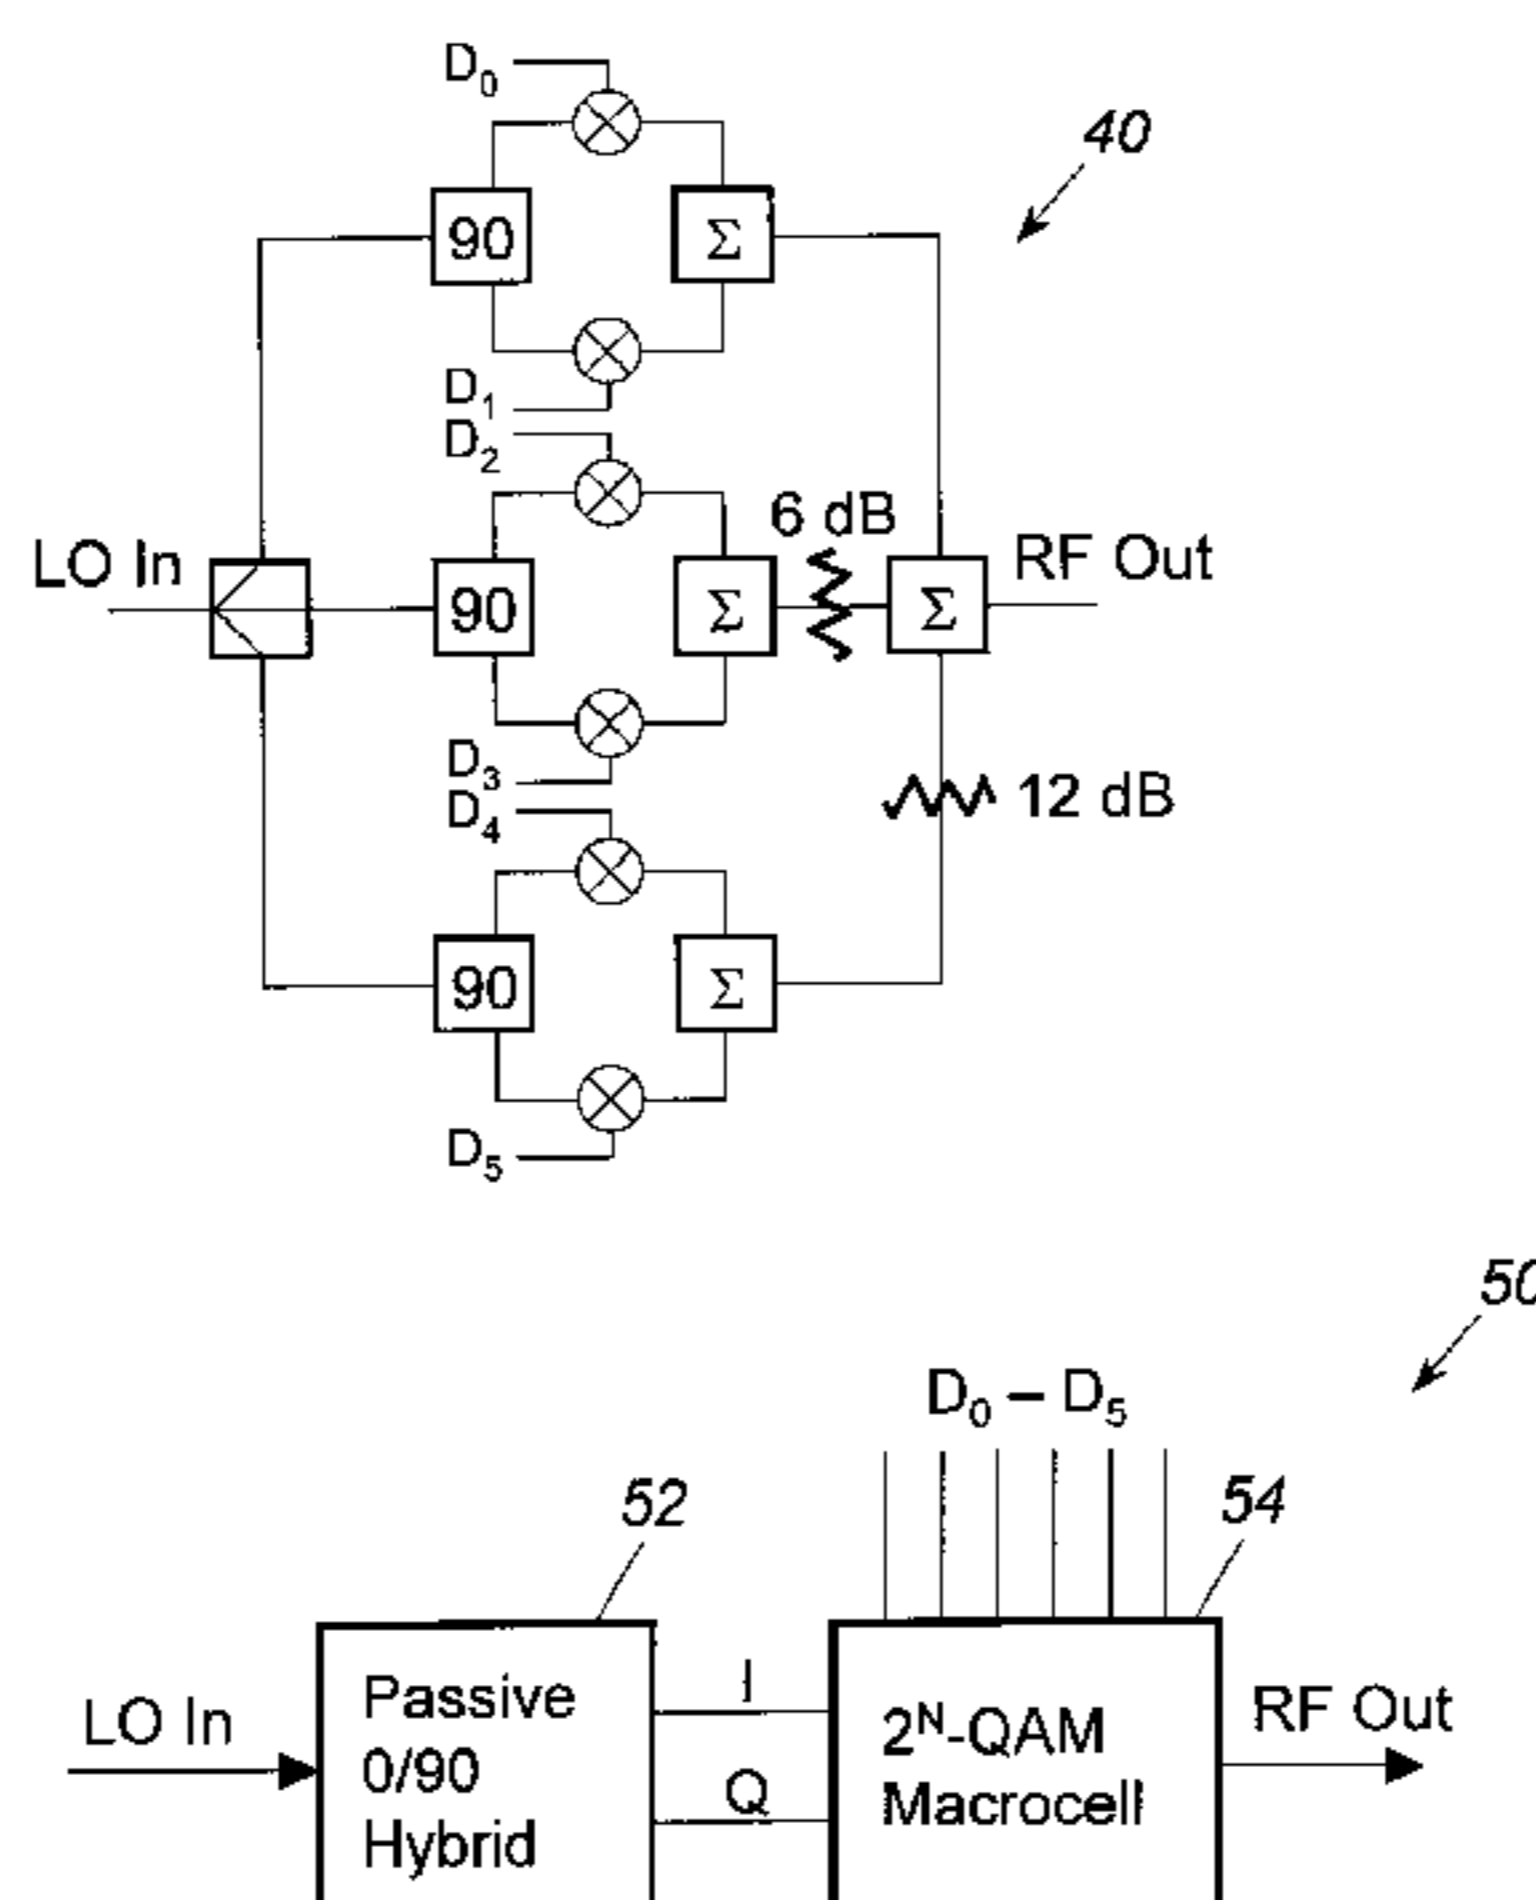 D0
40
90
Σ
D1
D2
6 dB
LO In
90
Σ
Σ
RF Out
D3
D4
12 dB
90
Σ
D5
50
D0 – D5
52
54
LO In
Passive
0/90
Hybrid
I
Q
2^N-QAM
Macrocell
RF Out